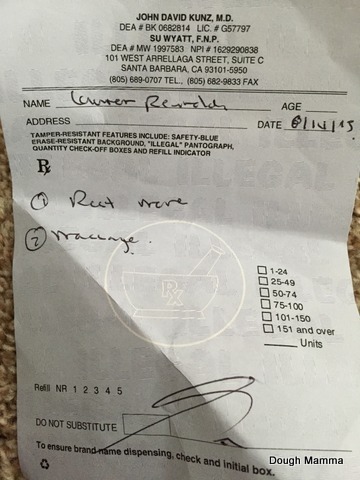 JOHN DAVID KUNZ, M.D.
DEA # BK 0682814 LIC. # G57797
SU WYATT, F.N.P.
DEA # MW 1997583 NPI # 1629290838
101 WEST ARRELLAGA STREET, SUITE C
SANTA BARBARA, CA 93101-5950
(805) 689-0707 TEL., (805) 682-9833 FAX
NAME AGE
ADDRESS DATE 8/14/15
TAMPER-RESISTANT FEATURES INCLUDE: SAFETY-BLUE
ERASE-RESISTANT BACKGROUND, "ILLEGAL" PANTOGRAPH,
QUANTITY CHECK-OFF BOXES AND REFILL INDICATOR
Rx
① Rest more
② Massage.
Rx
1-24
25-49
50-74
75-100
101-150
151 and over
Units
Refill NR 1 2 3 4 5
DO NOT SUBSTITUTE
To ensure brand name dispensing, check and initial box.
Dough Mamma